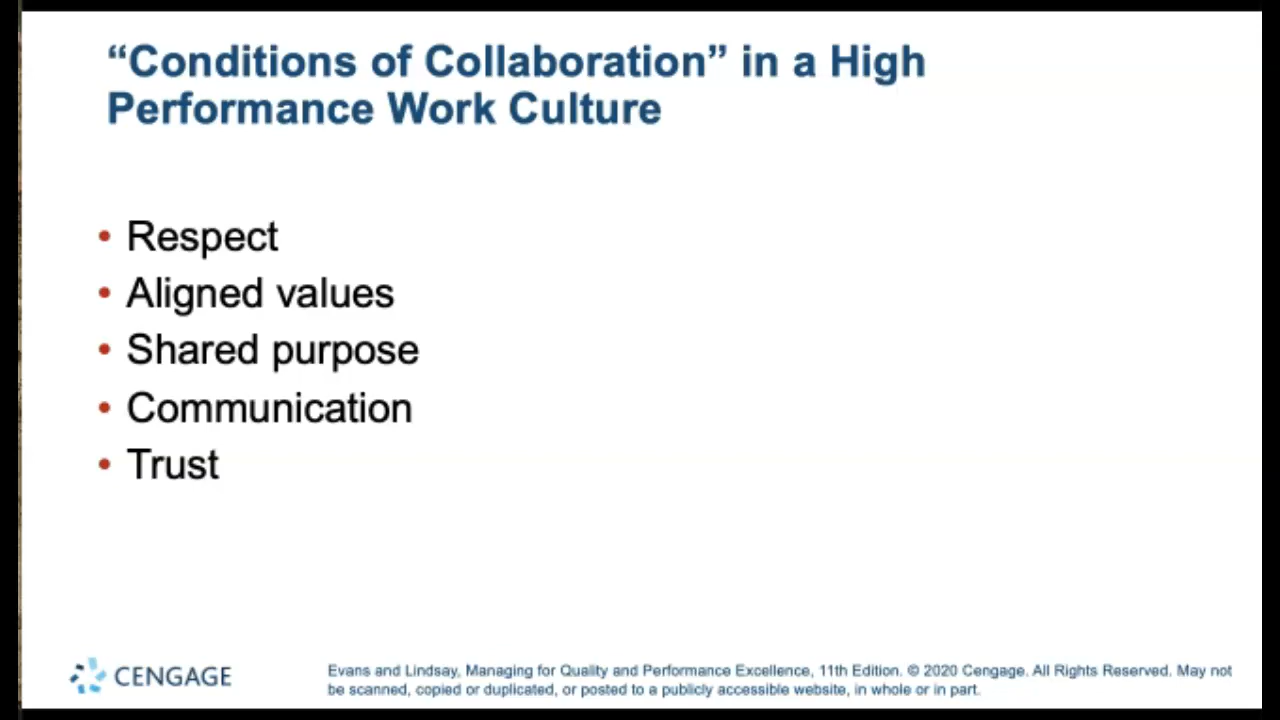 “Conditions of Collaboration” in a High
Performance Work Culture
• Respect
• Aligned values
• Shared purpose
• Communication
• Trust
CENGAGE
Evans and Lindsay, Managing for Quality and Performance Excellence, 11th Edition. © 2020 Cengage. All Rights Reserved. May not
be scanned, copied or duplicated, or posted to a publicly accessible website, in whole or in part.